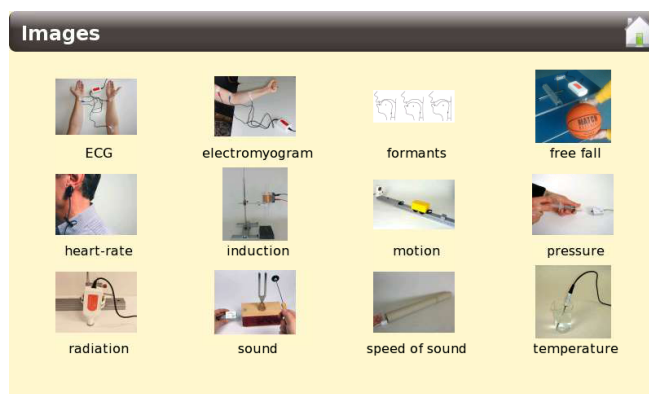 Images
ECG electromyogram formants free fall
heart-rate induction motion pressure
radiation sound speed of sound temperature